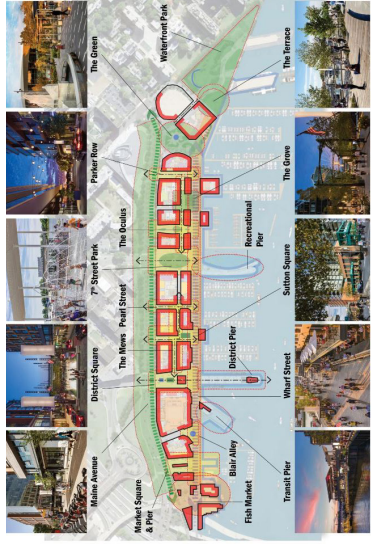 Maine Avenue
District Square
7th Street Park
Parker Row
The Green
Market Square
& Pier
The Mews
Pearl Street
The Oculus
Waterfront Park
Fish Market
Blair Alley
District Pier
Recreational
Pier
Transit Pier
Wharf Street
Sutton Square
The Grove
The Terrace